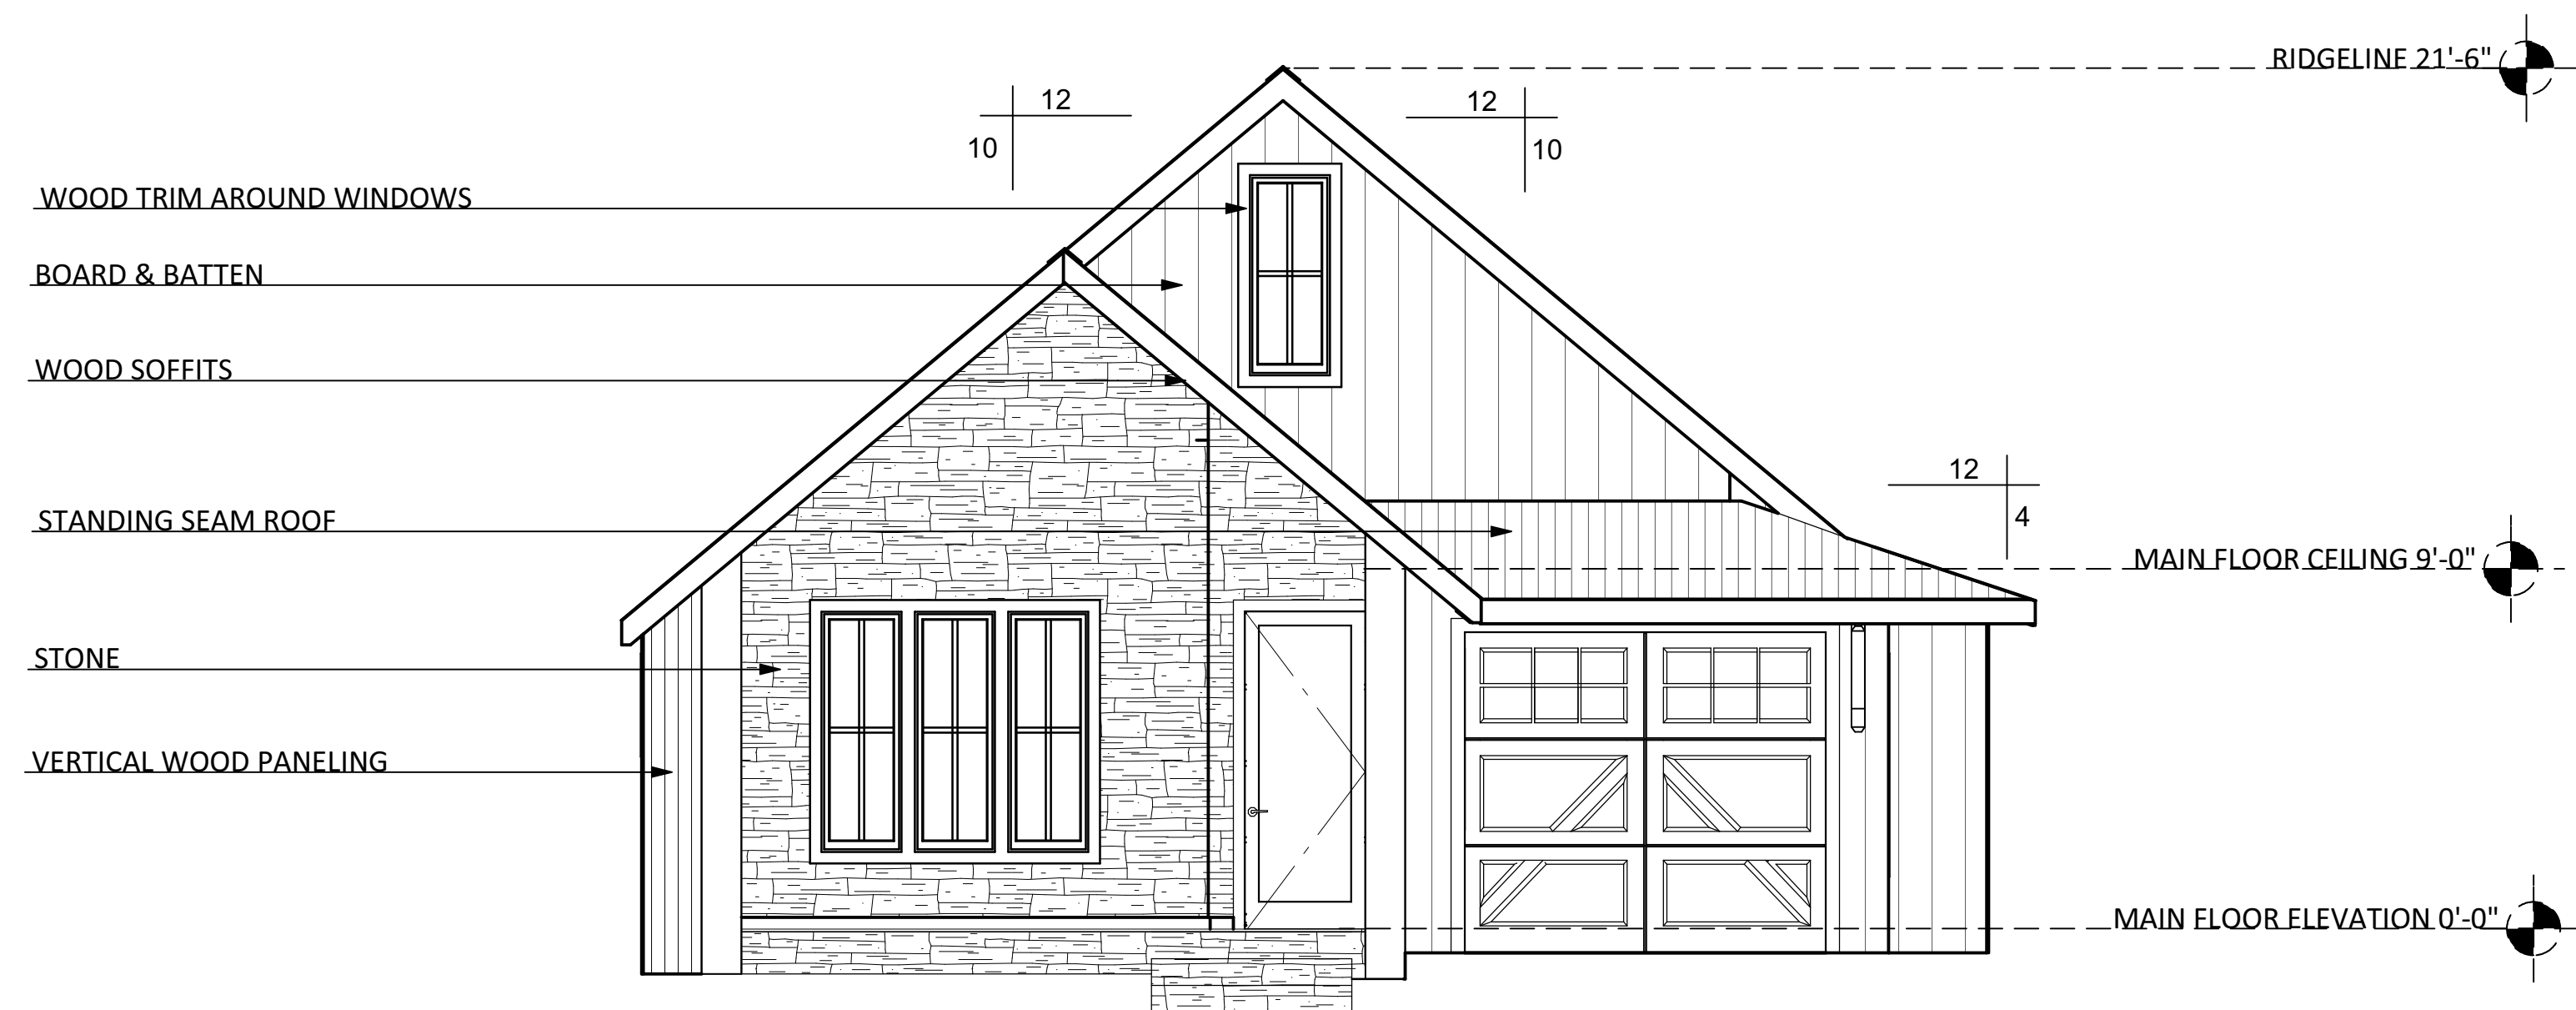 RIDGELINE 21'-6"
12
12
10
10
WOOD TRIM AROUND WINDOWS
BOARD & BATTEN
WOOD SOFFITS
12
4
STANDING SEAM ROOF
MAIN FLOOR CEILING 9'-0"
STONE
VERTICAL WOOD PANELING
MAIN FLOOR ELEVATION 0'-0"